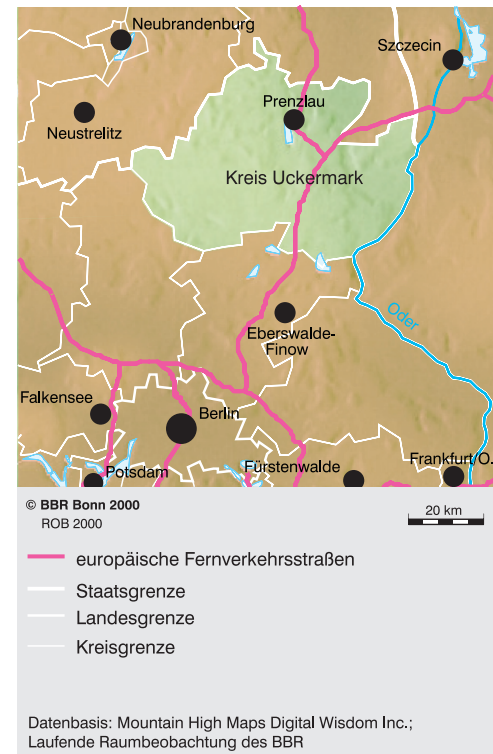 Neubrandenburg
Szczecin
Prenzlau
Neustrelitz
Kreis Uckermark
Oder
Eberswalde-
Finow
Falkensee
Berlin
Potsdam
Fürstenwalde
Frankfurt/O.
© BBR Bonn 2000
ROB 2000
20 km
europäische Fernverkehrsstraßen
Staatsgrenze
Landesgrenze
Kreisgrenze
Datenbasis: Mountain High Maps Digital Wisdom Inc.;
Laufende Raumbeobachtung des BBR